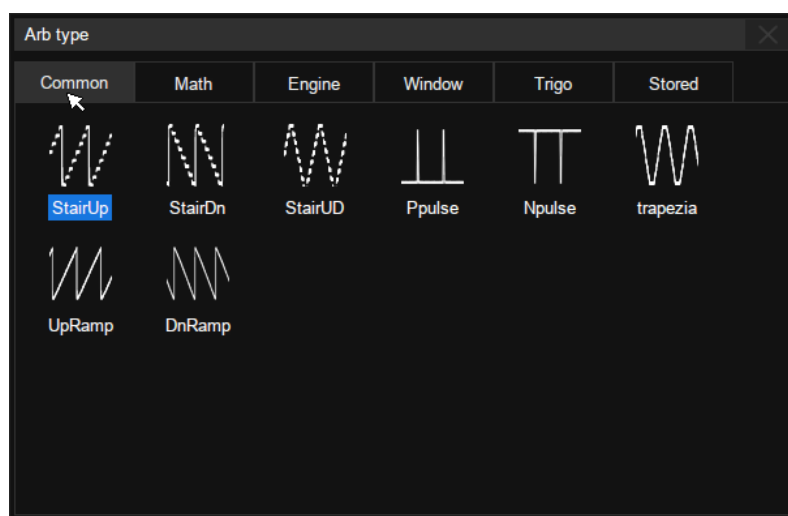 Arb type
Common Math Engine Window Trigo Stored
StairUp StairDn StairUD Ppulse Npulse trapezia
UpRamp DnRamp